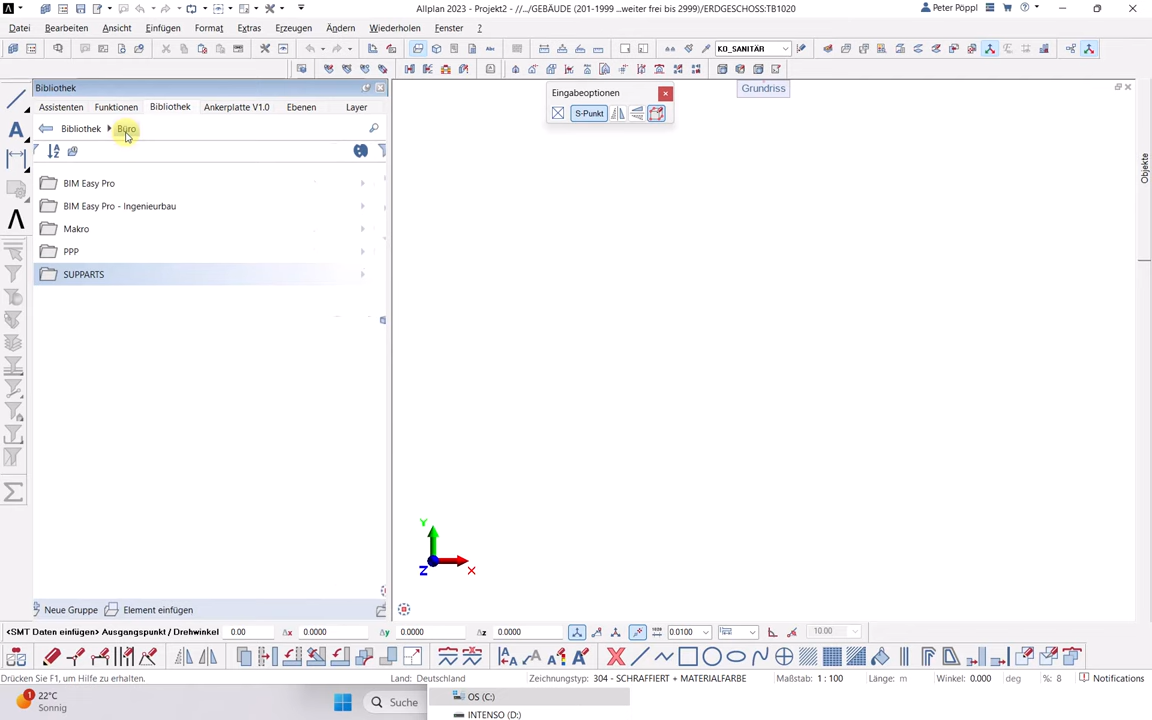 Allplan 2023 - Projekt2 - //.../GEBÄUDE (201-1999 ...weiter frei bis 2999)/ERDGESCHOSS:TB1020
Peter Pöppl
Datei Bearbeiten Ansicht Einfügen Format Extras Erzeugen Ändern Wiederholen Fenster ?
KO_SANITÄR
Bibliothek
Assistenten Funktionen Bibliothek Ankerplatte V1.0 Ebenen Layer
Bibliothek Büro
BIM Easy Pro
BIM Easy Pro - Ingenieurbau
Makro
PPP
SUPPARTS
Neue Gruppe Element einfügen
Eingabeoptionen
S-Punkt
Grundriss
Objekte
Y
Z X
<SMT Daten einfügen> Ausgangspunkt / Drehwinkel 0.00 Δx 0.0000 Δy 0.0000 Δz 0.0000 0.0100 10.00
Drücken Sie F1, um Hilfe zu erhalten. Land: Deutschland Zeichnungstyp: 304 - SCHRAFFIERT + MATERIALFARBE Maßstab: 1 : 100 Länge: m Winkel: 0.000 deg %: 8 Notifications
1 22°C
Sonnig
Suche
OS (C:)
INTENSO (D:)